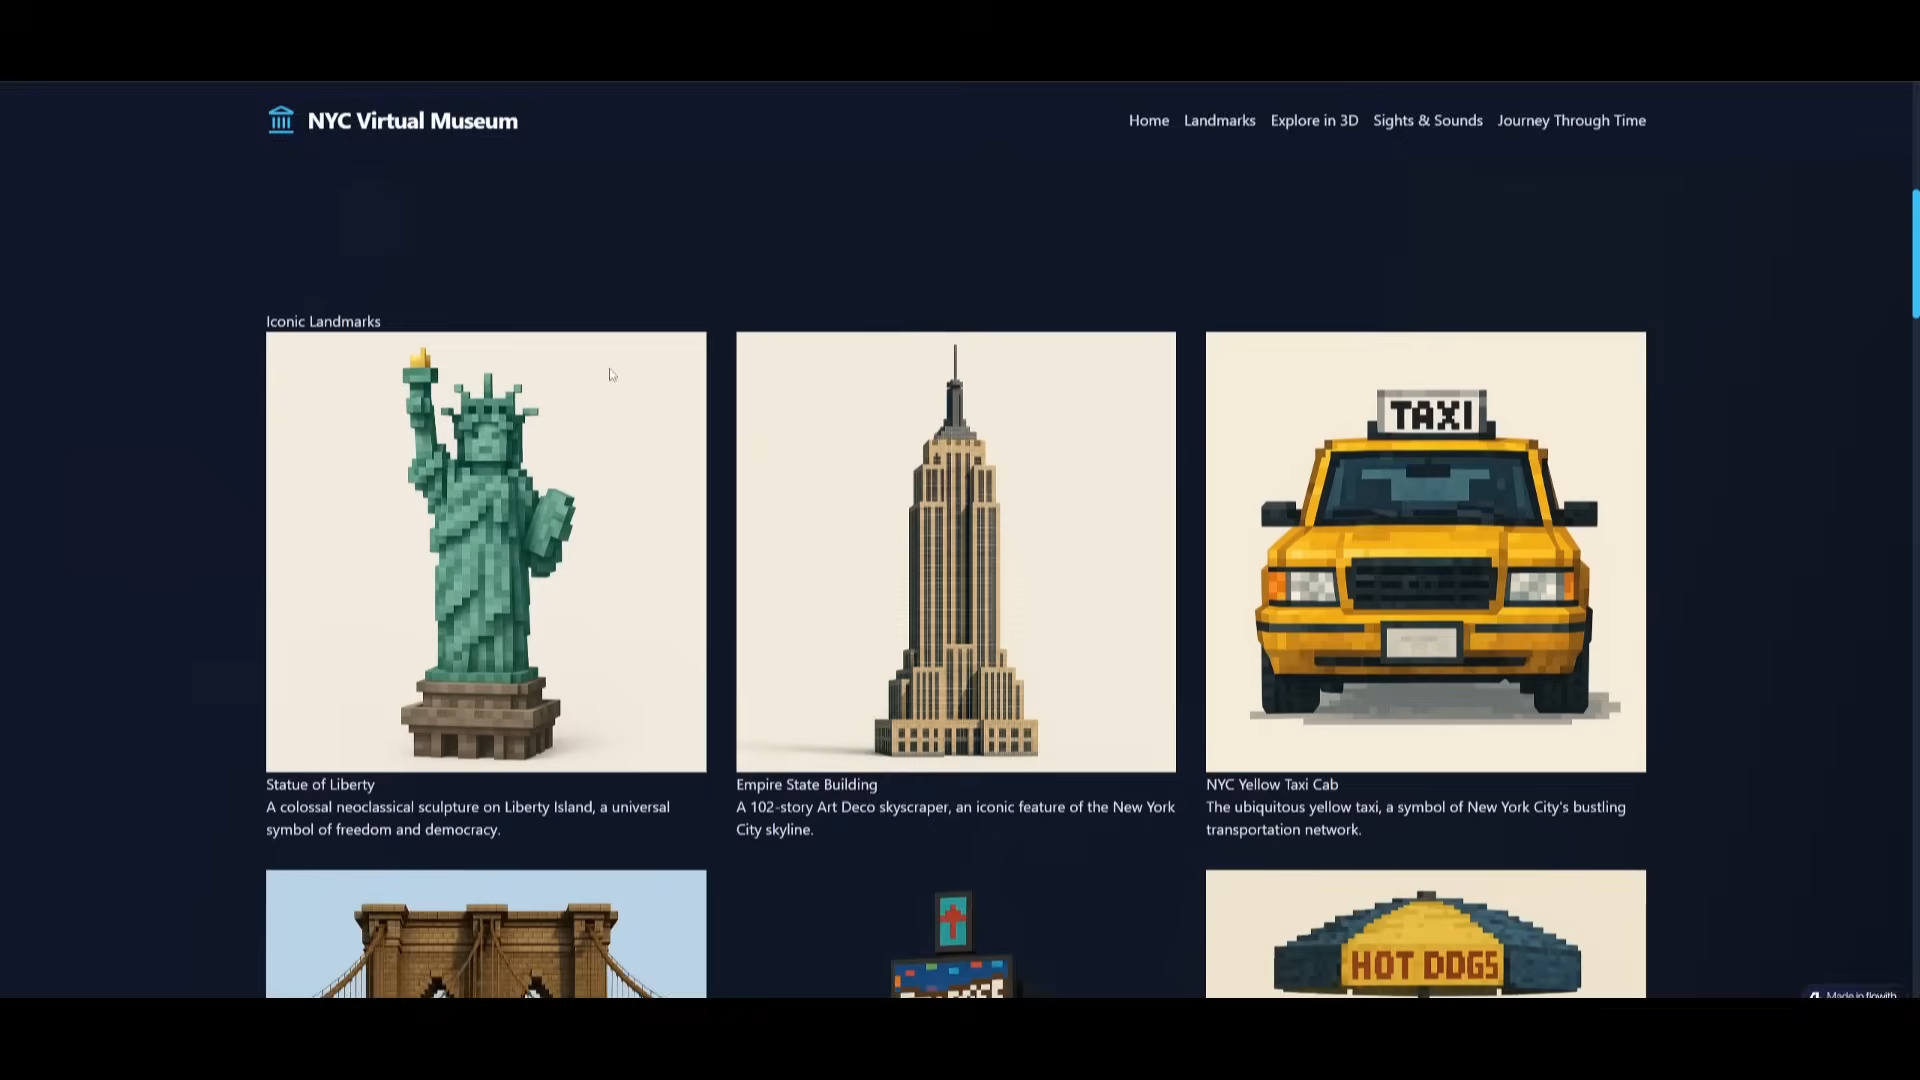 NYC Virtual Museum
Home Landmarks Explore in 3D Sights & Sounds Journey Through Time
Iconic Landmarks
TAXI
Statue of Liberty
A colossal neoclassical sculpture on Liberty Island, a universal
symbol of freedom and democracy.
Empire State Building
A 102-story Art Deco skyscraper, an iconic feature of the New York
City skyline.
NYC Yellow Taxi Cab
The ubiquitous yellow taxi, a symbol of New York City's bustling
transportation network.
HOT DOGS
Made in flowith